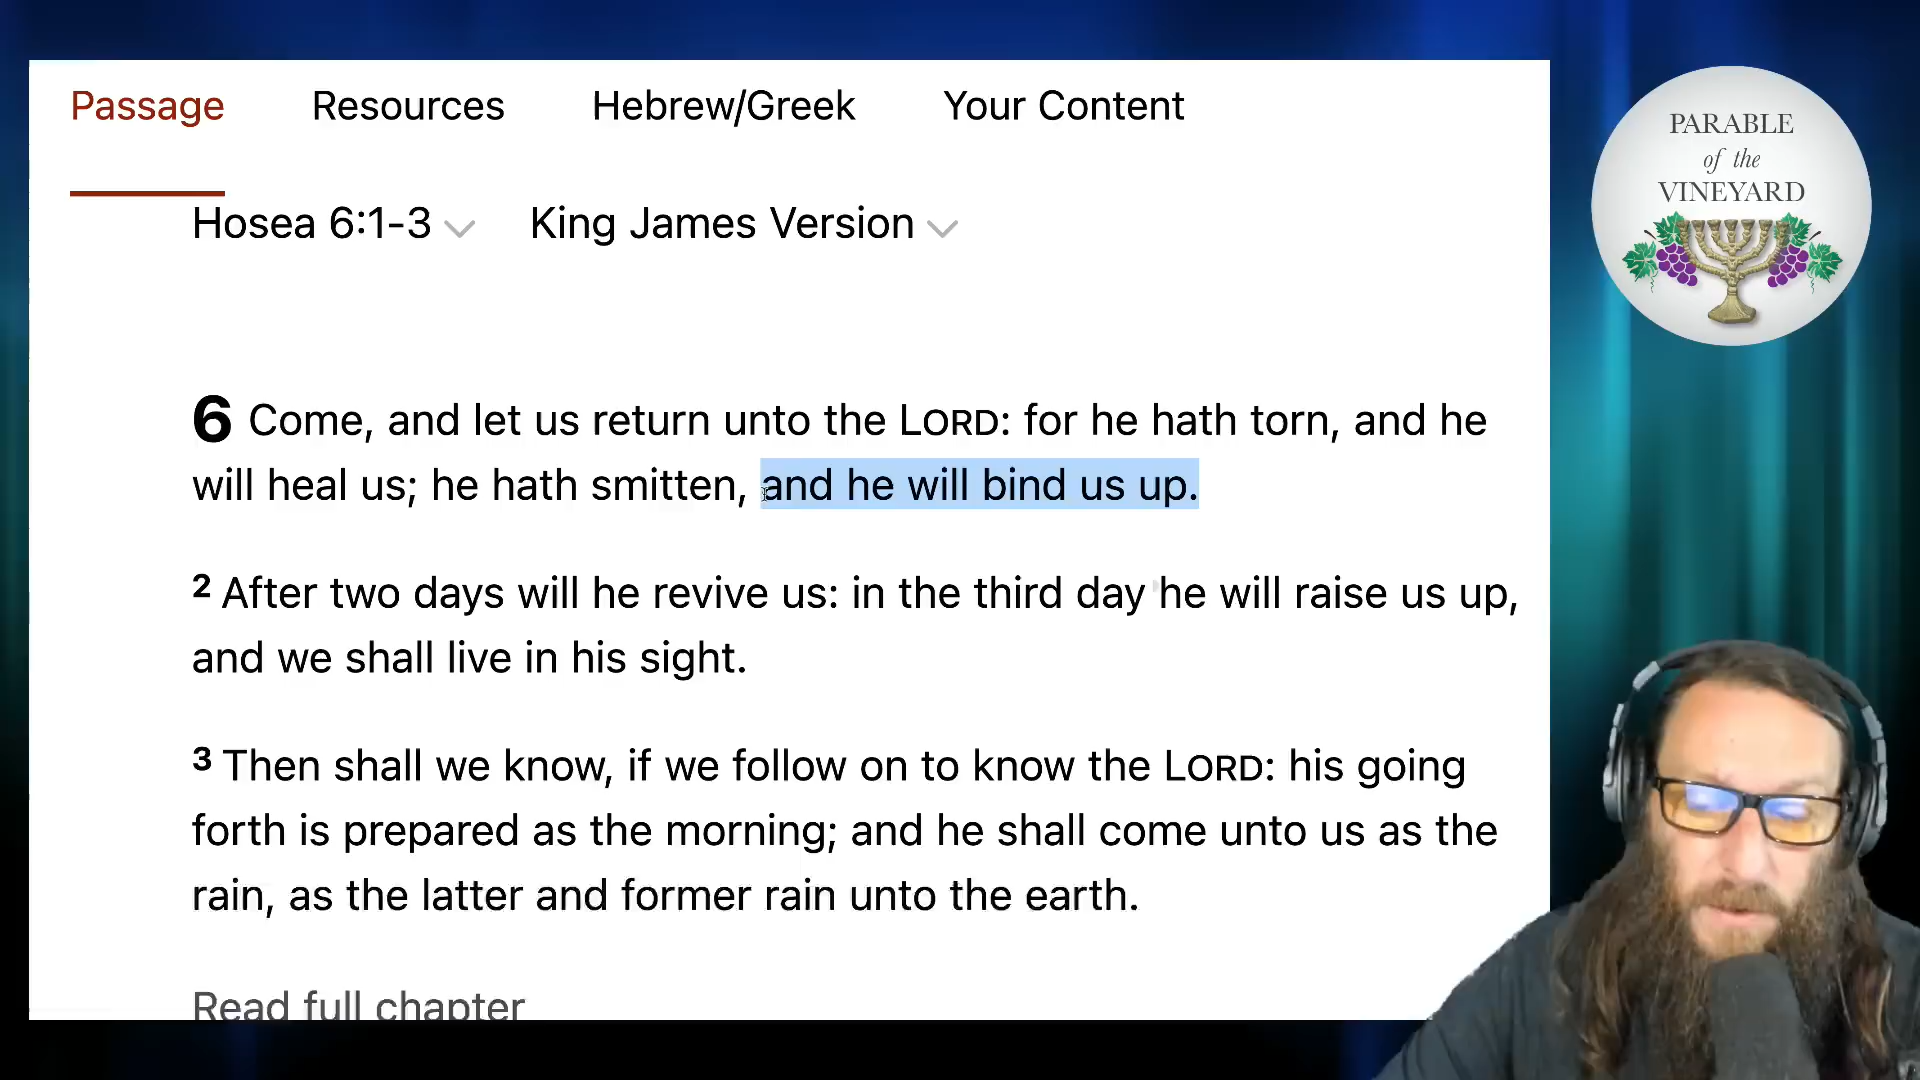 Passage Resources Hebrew/Greek Your Content
Hosea 6:1-3 King James Version
6 Come, and let us return unto the LORD: for he hath torn, and he
will heal us; he hath smitten, and he will bind us up.
2 After two days will he revive us: in the third day he will raise us up,
and we shall live in his sight.
3 Then shall we know, if we follow on to know the LORD: his going
forth is prepared as the morning; and he shall come unto us as the
rain, as the latter and former rain unto the earth.
Read full chapter
PARABLE
of the
VINEYARD